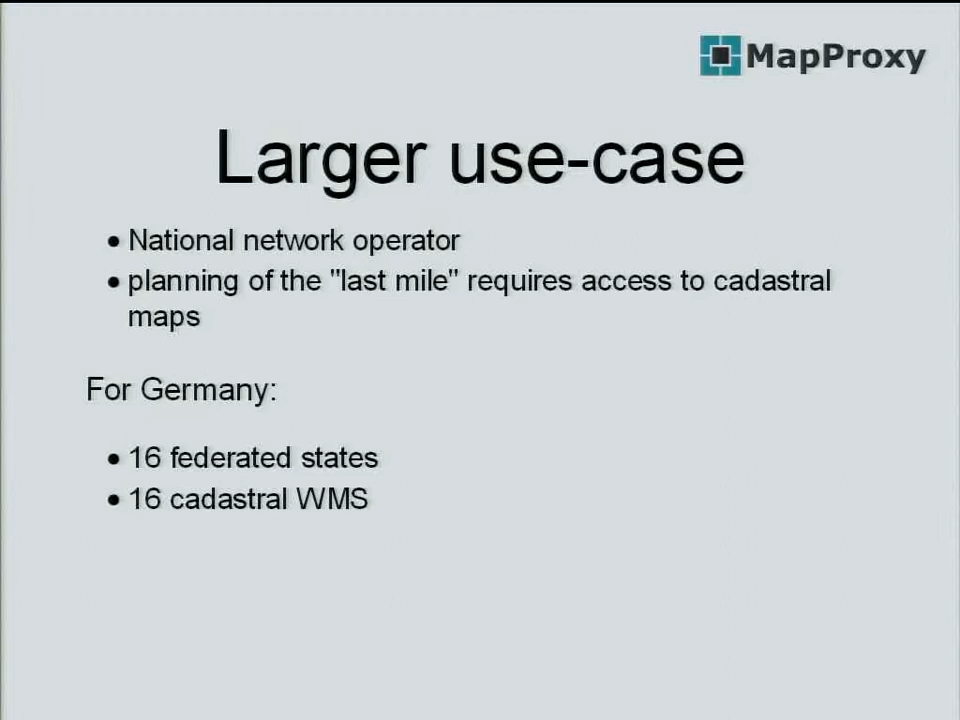 MapProxy
Larger use-case
• National network operator
• planning of the "last mile" requires access to cadastral
maps
For Germany:
• 16 federated states
• 16 cadastral WMS